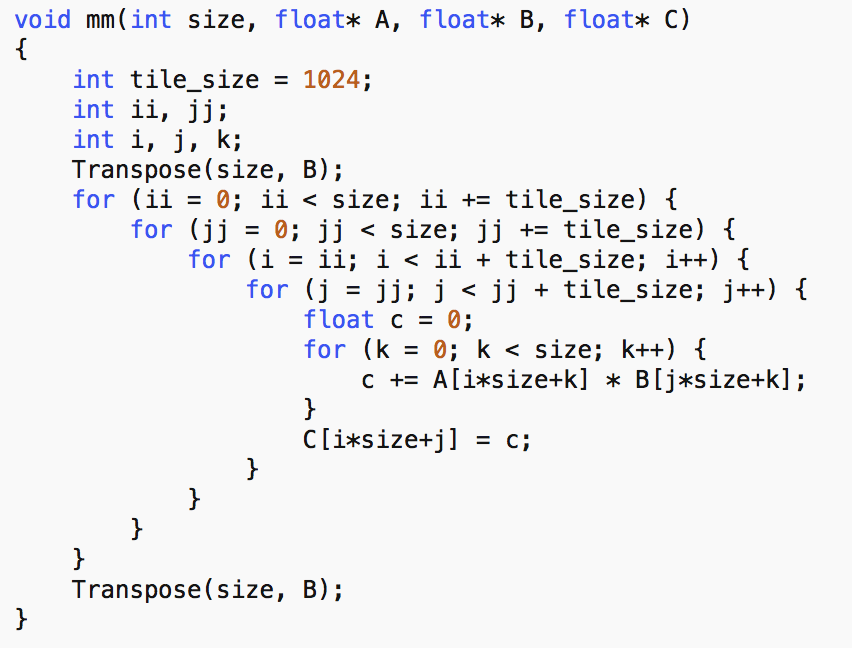 void mm(int size, float* A, float* B, float* C)
{
    int tile_size = 1024;
    int ii, jj;
    int i, j, k;
    Transpose(size, B);
    for (ii = 0; ii < size; ii += tile_size) {
        for (jj = 0; jj < size; jj += tile_size) {
            for (i = ii; i < ii + tile_size; i++) {
                for (j = jj; j < jj + tile_size; j++) {
                    float c = 0;
                    for (k = 0; k < size; k++) {
                        c += A[i*size+k] * B[j*size+k];
                    }
                    C[i*size+j] = c;
                }
            }
        }
    }
    Transpose(size, B);
}